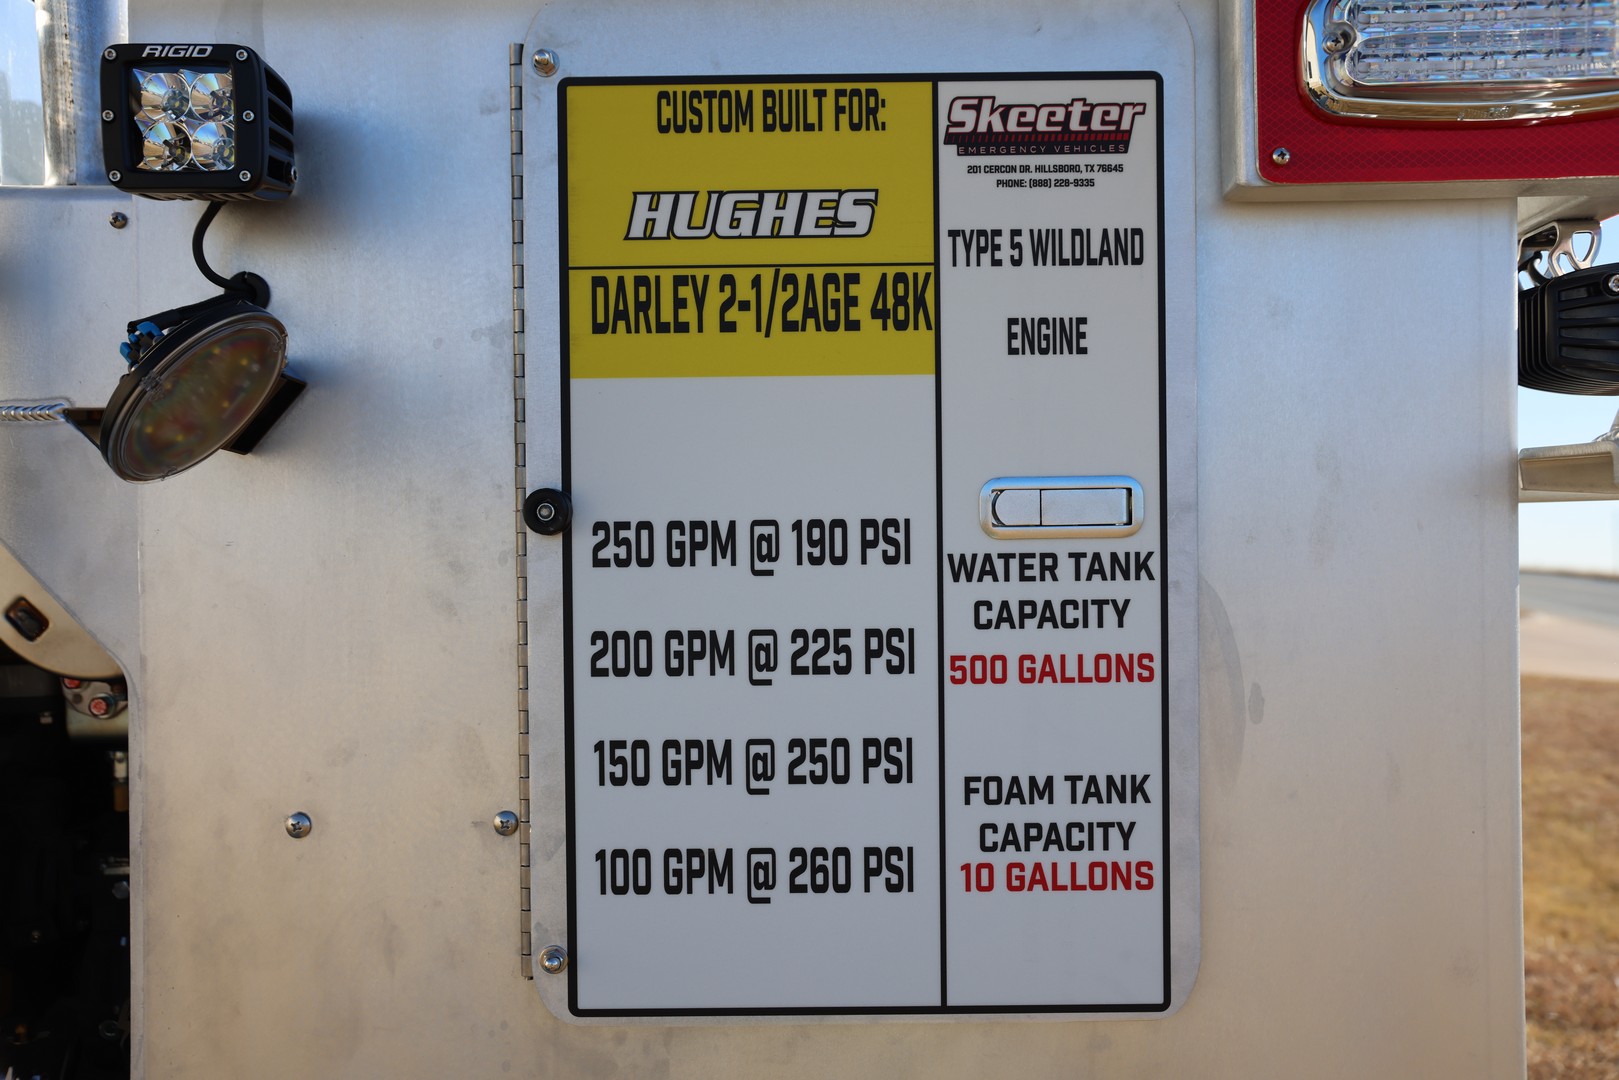 RIGID
CUSTOM BUILT FOR:
HUGHES
DARLEY 2-1/2AGE 48K
250 GPM @ 190 PSI
200 GPM @ 225 PSI
150 GPM @ 250 PSI
100 GPM @ 260 PSI
Skeeter
EMERGENCY VEHICLES
201 CERCON DR. HILLSBORO, TX 76645
PHONE: (888) 228-9335
TYPE 5 WILDLAND
ENGINE
WATER TANK
CAPACITY
500 GALLONS
FOAM TANK
CAPACITY
10 GALLONS